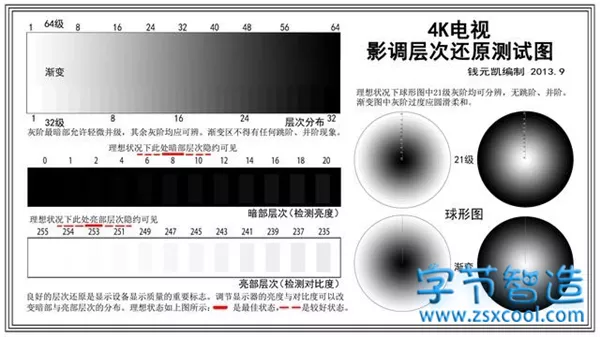 64级
1 8 16 24 32 40 48 56 64
渐变
1 8 16 24 32
32级
层次分布
灰阶最暗部允许轻微并级，其余灰阶均应可辨。渐变区不得有任何跳阶、并阶现象。
理想状况下此处暗部层次隐约可见
0 1 2 4 6 8 10 12 14 16 18 20
暗部层次(检测亮度)
理想状况下此处亮部层次隐约可见
255 254 253 251 249 247 245 243 241 239 237 235
亮部层次(检测对比度)
良好的层次还原是显示设备显示质量的重要标志。调节显示器的亮度与对比度可以改
变暗部与亮部层次的分布。理想状态如上图所示: 是最佳状态, 是较好状态。
4K电视
影调层次还原测试图
钱元凯编制 2013.9
理想状况下球形图中21级灰阶均可分辨，无跳阶、并阶。
渐变图中灰阶过度应圆滑柔和。
21级
球形图
渐变
字节智造
www.zsxcool.com